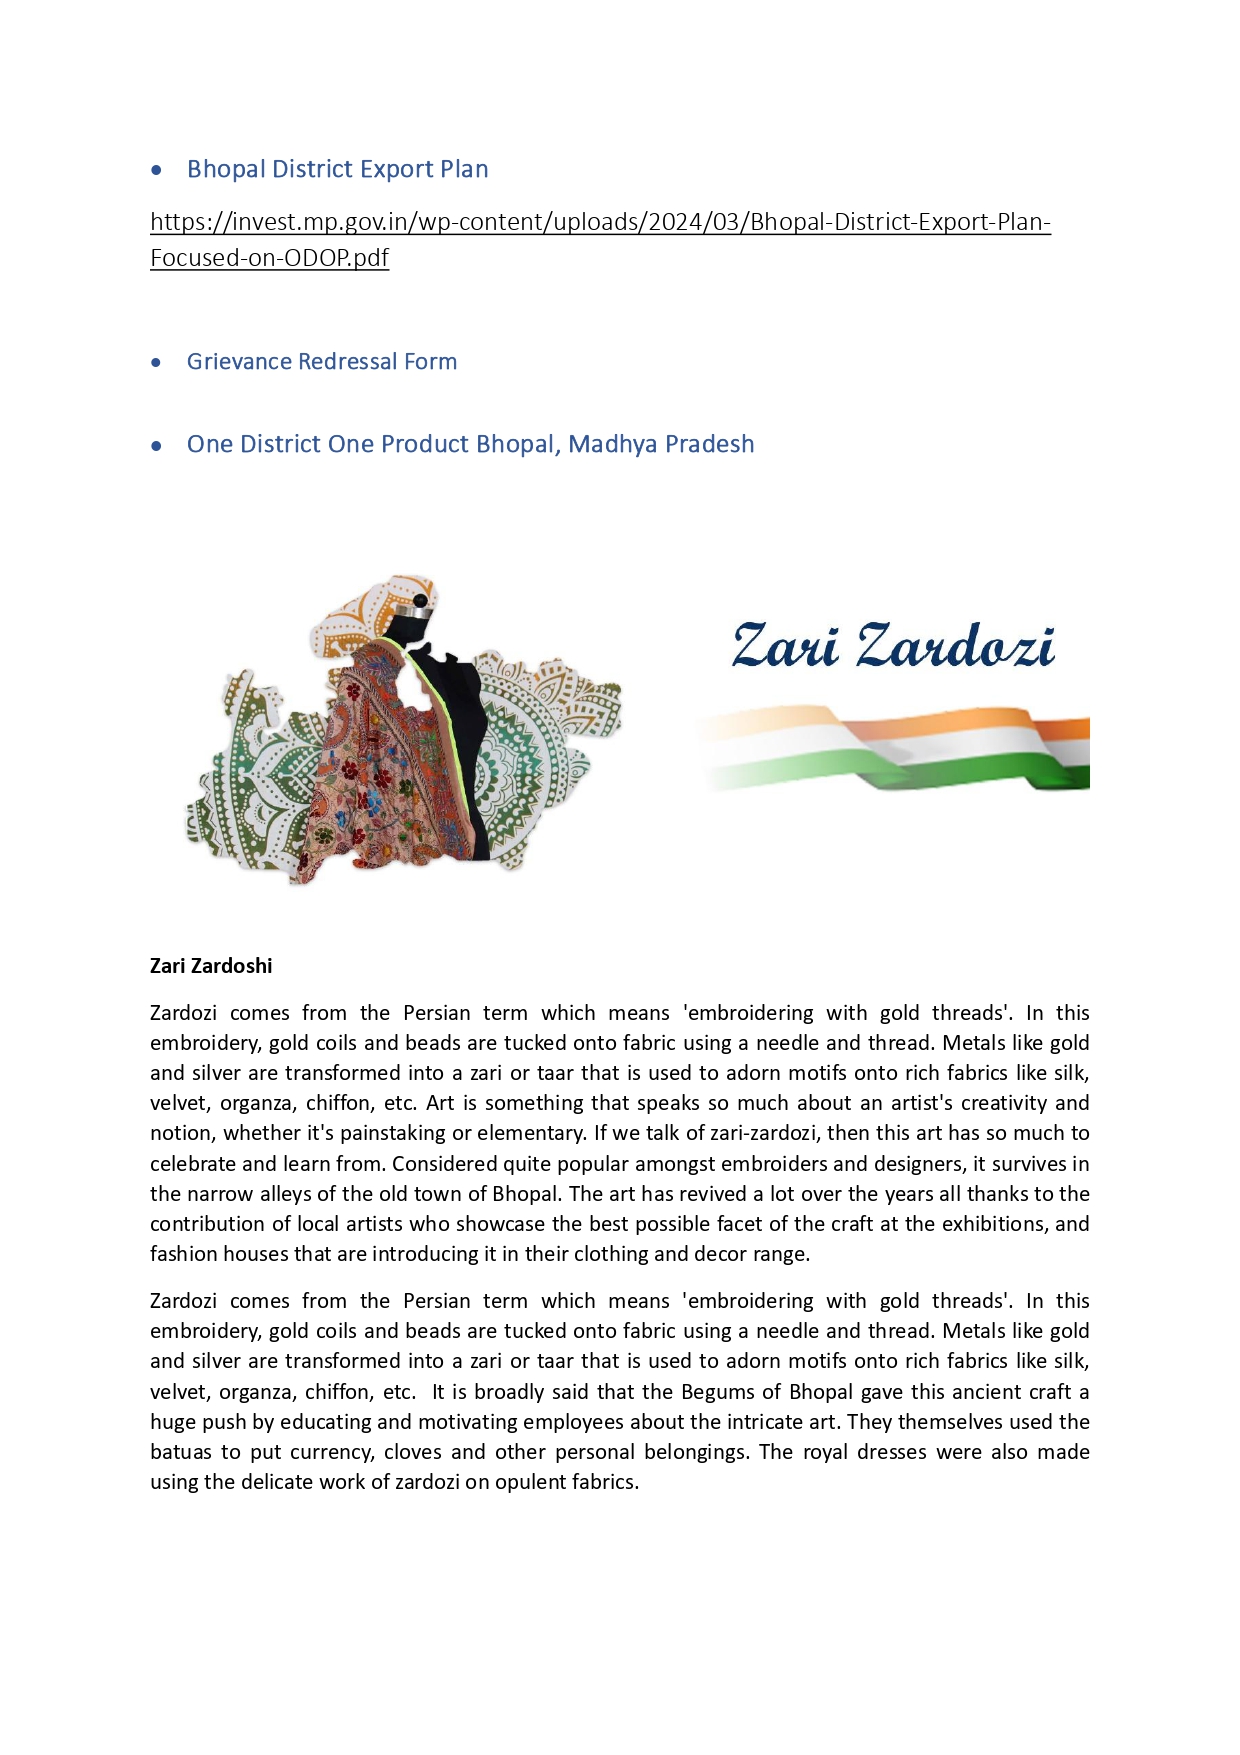 • Bhopal District Export Plan
https://invest.mp.gov.in/wp-content/uploads/2024/03/Bhopal-District-Export-Plan-
Focused-on-ODOP.pdf
• Grievance Redressal Form
• One District One Product Bhopal, Madhya Pradesh
Zari Zardozi
Zari Zardoshi
Zardozi comes from the Persian term which means 'embroidering with gold threads'. In this
embroidery, gold coils and beads are tucked onto fabric using a needle and thread. Metals like gold
and silver are transformed into a zari or taar that is used to adorn motifs onto rich fabrics like silk,
velvet, organza, chiffon, etc. Art is something that speaks so much about an artist's creativity and
notion, whether it's painstaking or elementary. If we talk of zari-zardozi, then this art has so much to
celebrate and learn from. Considered quite popular amongst embroiders and designers, it survives in
the narrow alleys of the old town of Bhopal. The art has revived a lot over the years all thanks to the
contribution of local artists who showcase the best possible facet of the craft at the exhibitions, and
fashion houses that are introducing it in their clothing and decor range.
Zardozi comes from the Persian term which means 'embroidering with gold threads'. In this
embroidery, gold coils and beads are tucked onto fabric using a needle and thread. Metals like gold
and silver are transformed into a zari or taar that is used to adorn motifs onto rich fabrics like silk,
velvet, organza, chiffon, etc.  It is broadly said that the Begums of Bhopal gave this ancient craft a
huge push by educating and motivating employees about the intricate art. They themselves used the
batuas to put currency, cloves and other personal belongings. The royal dresses were also made
using the delicate work of zardozi on opulent fabrics.